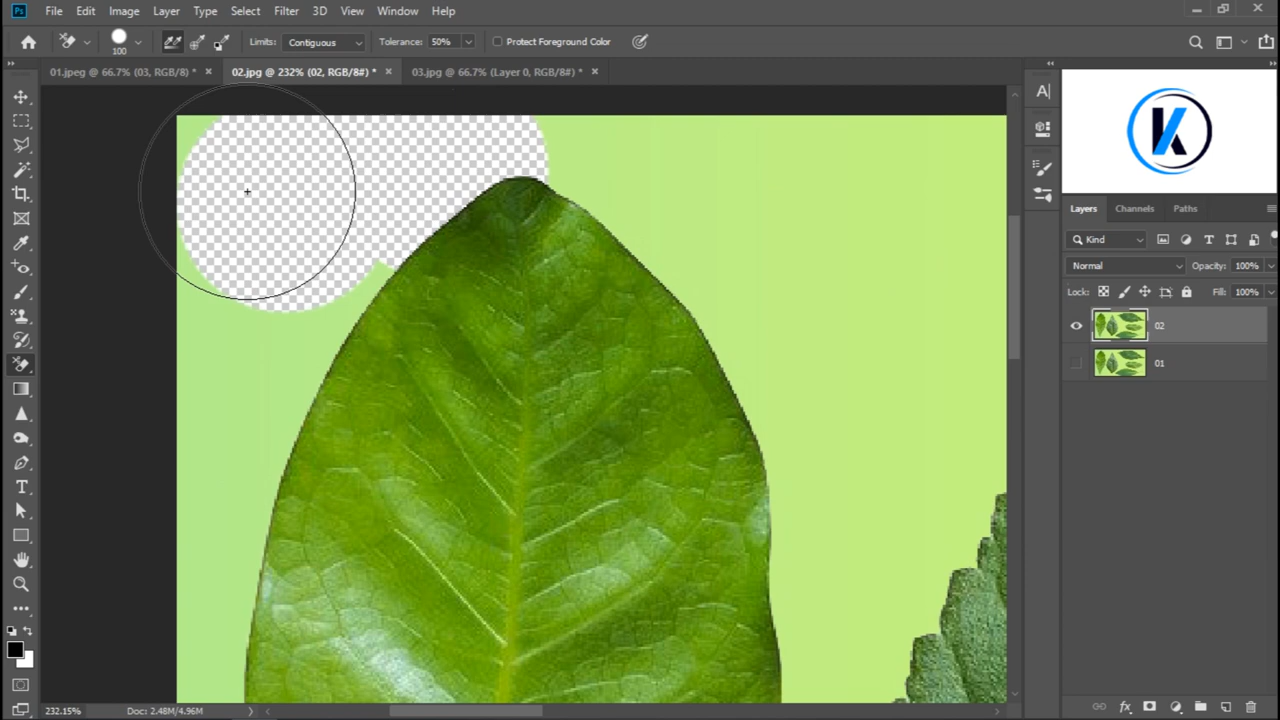 Ps File Edit Image Layer Type Select Filter 3D View Window Help
100 Limits: Contiguous Tolerance: 50% Protect Foreground Color
01.jpeg @ 66.7% (03, RGB/8) * × 02.jpg @ 232% (02, RGB/8#) * × 03.jpg @ 66.7% (Layer 0, RGB/8#) * ×
K
Layers Channels Paths
Kind
Normal Opacity: 100%
Lock: Fill: 100%
02
01
232.15% Doc: 2.48M/4.96M